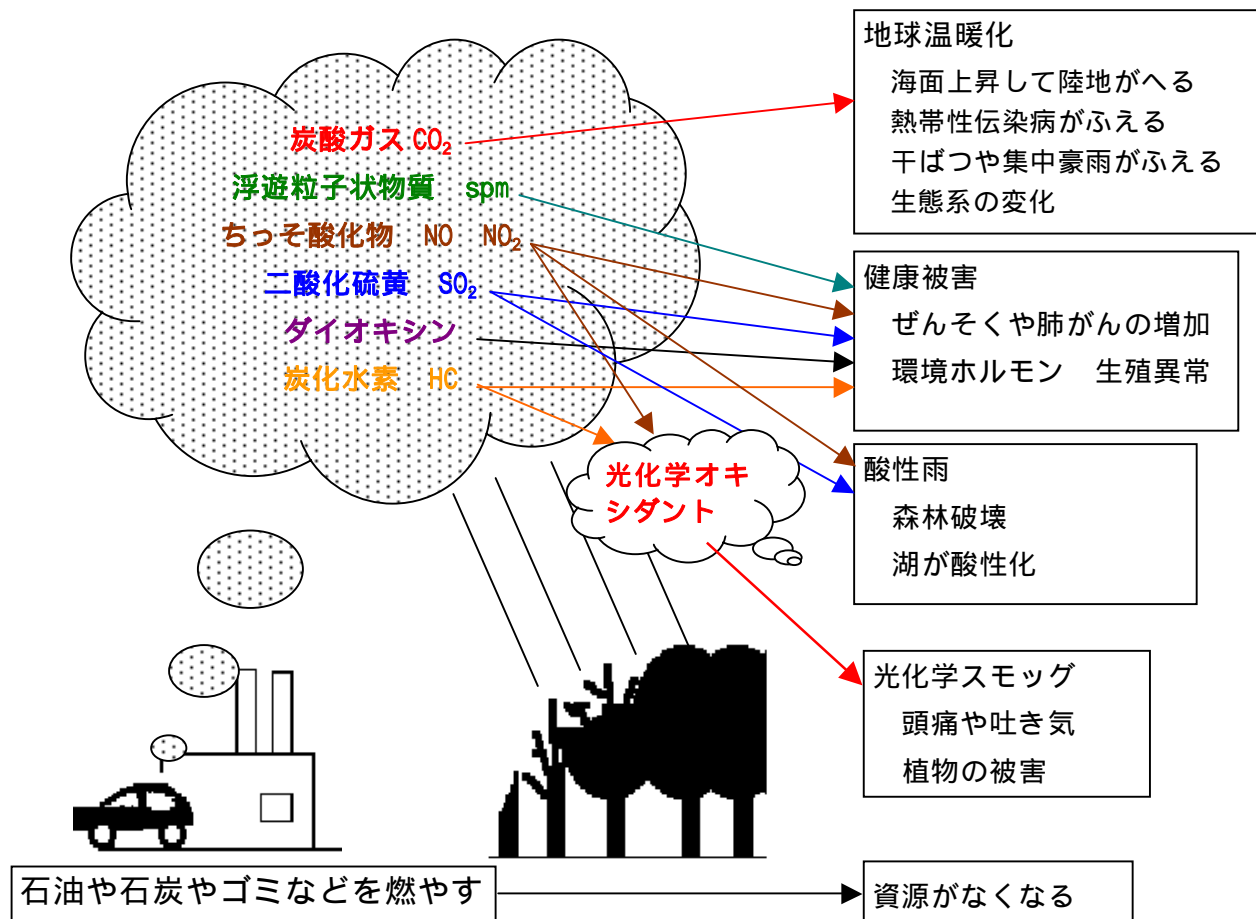 炭酸ガス CO₂
浮遊粒子状物質　spm
ちっそ酸化物　NO　NO₂
二酸化硫黄　SO₂
ダイオキシン
炭化水素　HC
光化学オキ
シダント
石油や石炭やゴミなどを燃やす
地球温暖化
海面上昇して陸地がへる
熱帯性伝染病がふえる
干ばつや集中豪雨がふえる
生態系の変化
健康被害
ぜんそくや肺がんの増加
環境ホルモン　生殖異常
酸性雨
森林破壊
湖が酸性化
光化学スモッグ
頭痛や吐き気
植物の被害
資源がなくなる